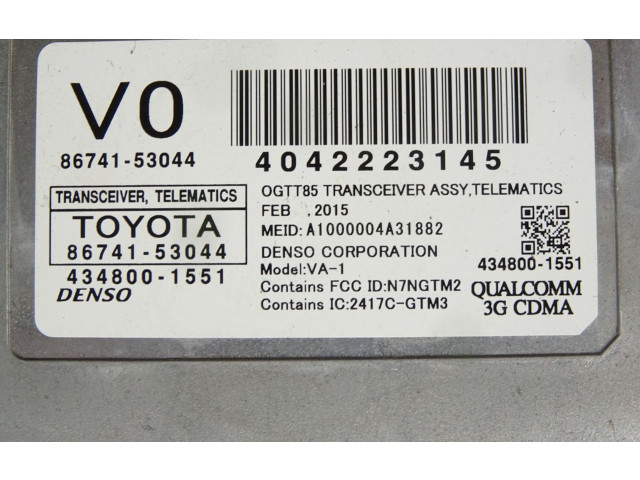 V0
86741-53044
4042223145
TRANSCEIVER, TELEMATICS
TOYOTA
86741-53044
434800-1551
DENSO
OGTT85 TRANSCEIVER ASSY,TELEMATICS
FEB , 2015
MEID: A1000004A31882
DENSO CORPORATION
Model:VA-1
Contains FCC ID:N7NGTM2
Contains IC:2417C-GTM3
434800-1551
QUALCOMM
3G CDMA